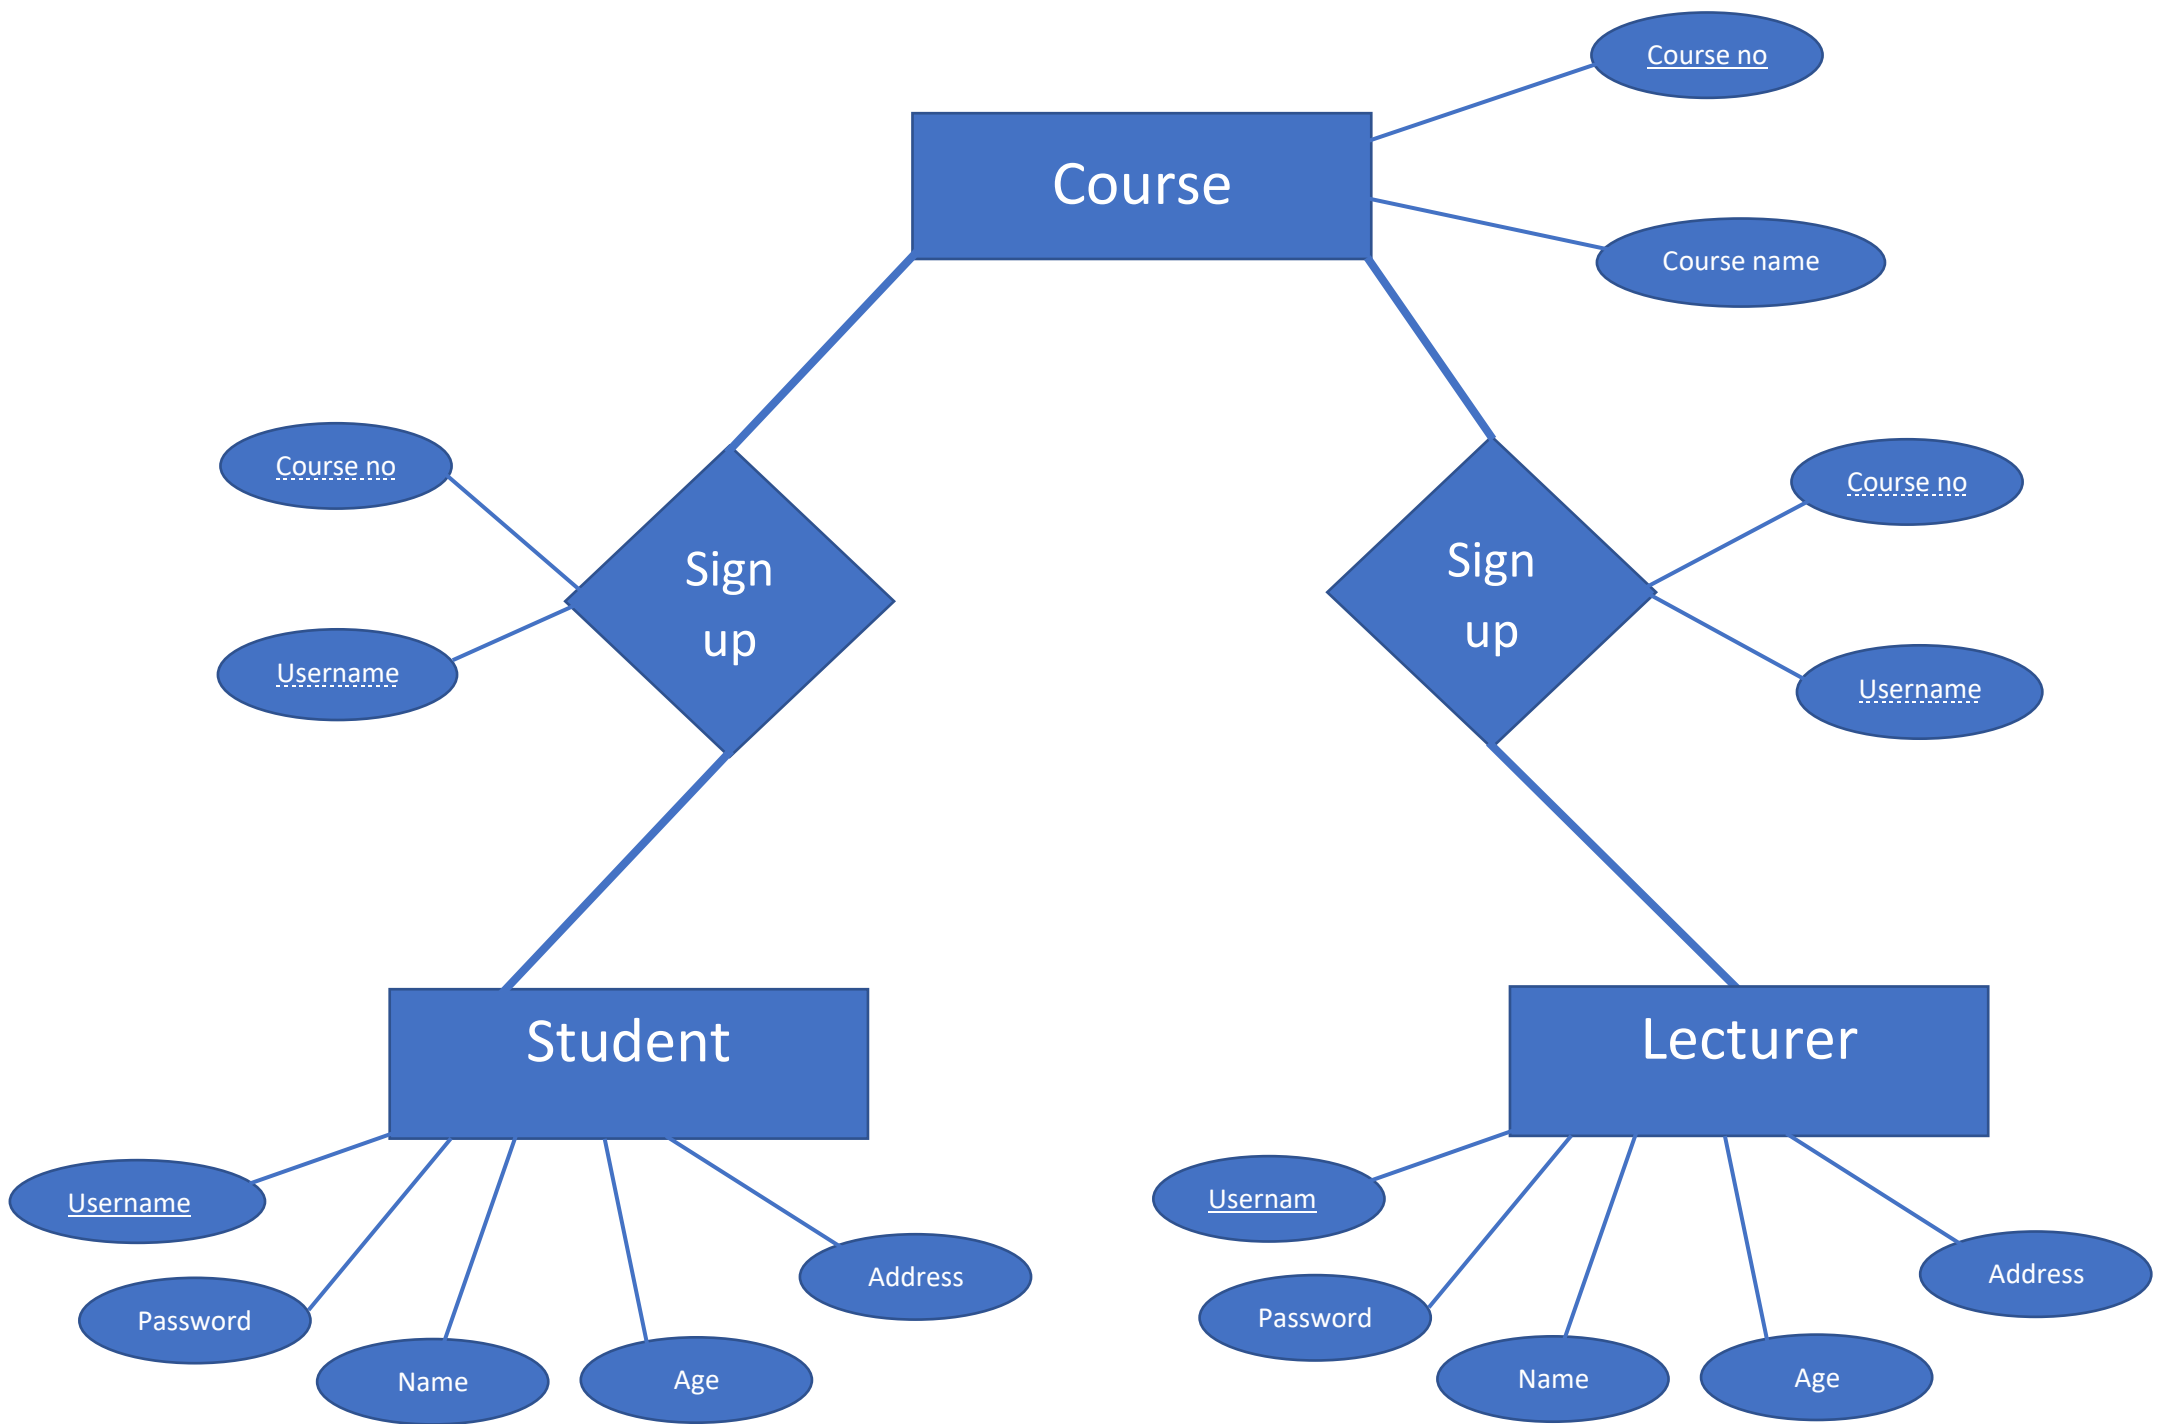 Course no
Course
Course name
Course no
Sign
up
Username
Course no
Sign
up
Username
Student
Lecturer
Username
Password
Name
Age
Address
Usernam
Password
Name
Age
Address